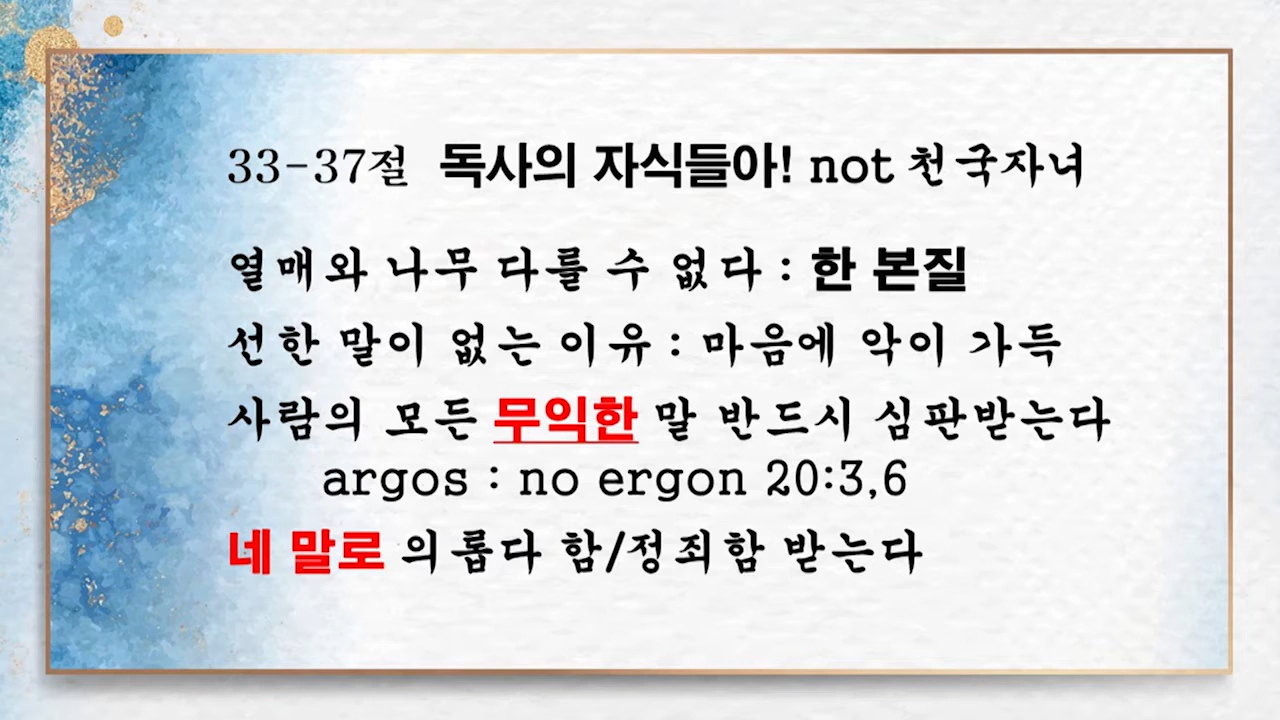 33-37절 독사의 자식들아! not 천국자녀
열매와 나무 다를 수 없다 : 한 본질
선한 말이 없는 이유 : 마음에 악이 가득
사람의 모든 무익한 말 반드시 심판받는다
argos : no ergon 20:3,6
네 말로 의롭다 함/정죄함 받는다